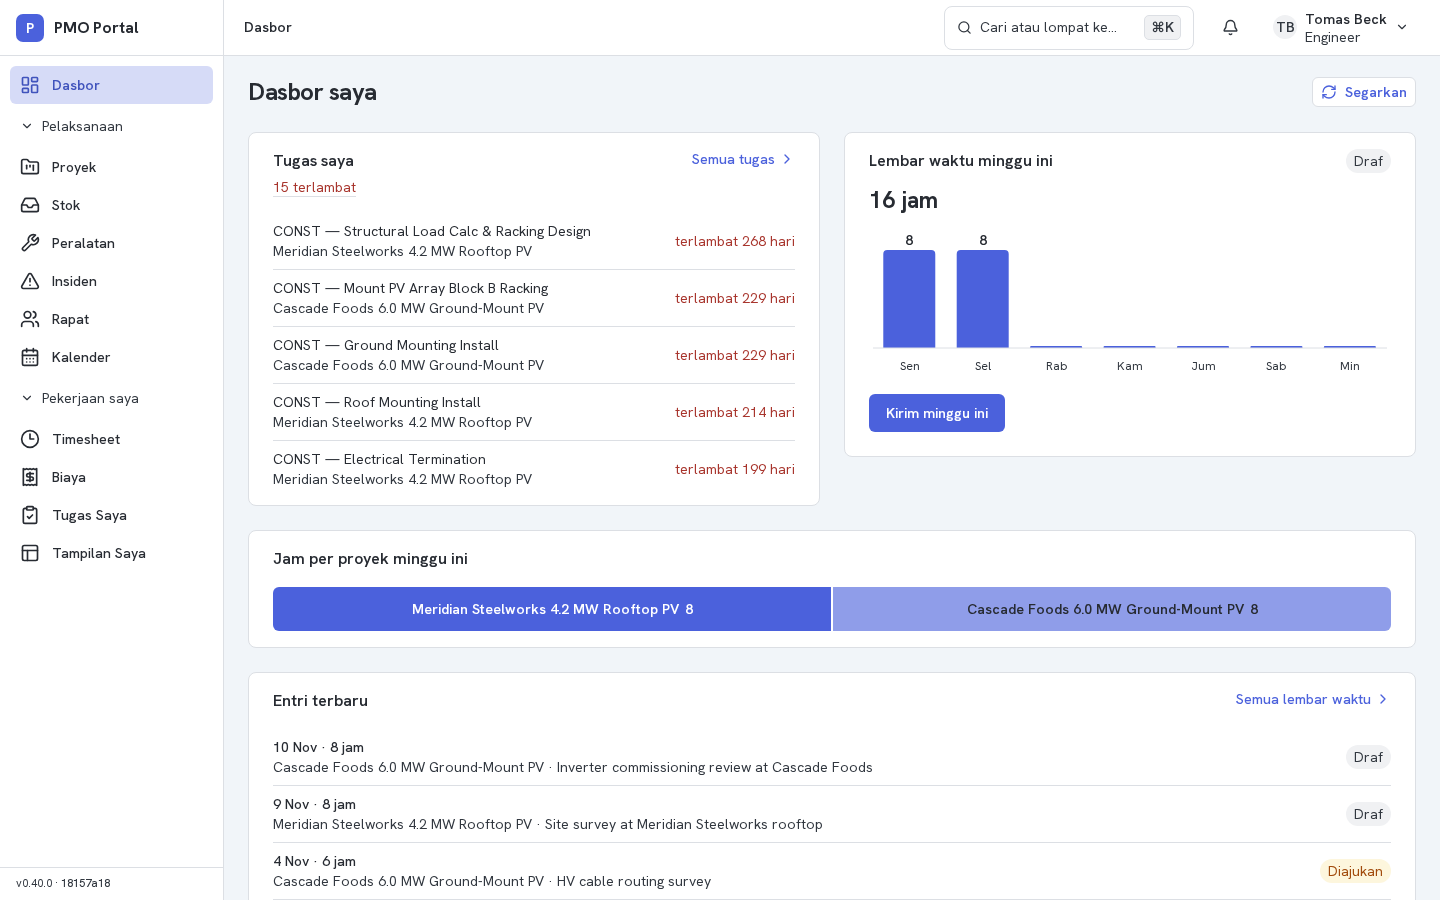 P PMO Portal
Dasbor
Cari atau lompat ke...
⌘K
TB
Tomas Beck
Engineer
Dasbor
Pelaksanaan
Proyek
Stok
Peralatan
Insiden
Rapat
Kalender
Pekerjaan saya
Timesheet
Biaya
Tugas Saya
Tampilan Saya
v0.40.0 · 18157a18
Dasbor saya
Segarkan
Tugas saya
Semua tugas
15 terlambat
CONST — Structural Load Calc & Racking Design
Meridian Steelworks 4.2 MW Rooftop PV
terlambat 268 hari
CONST — Mount PV Array Block B Racking
Cascade Foods 6.0 MW Ground-Mount PV
terlambat 229 hari
CONST — Ground Mounting Install
Cascade Foods 6.0 MW Ground-Mount PV
terlambat 229 hari
CONST — Roof Mounting Install
Meridian Steelworks 4.2 MW Rooftop PV
terlambat 214 hari
CONST — Electrical Termination
Meridian Steelworks 4.2 MW Rooftop PV
terlambat 199 hari
Lembar waktu minggu ini
Draf
16 jam
8 8
Sen Sel Rab Kam Jum Sab Min
Kirim minggu ini
Jam per proyek minggu ini
Meridian Steelworks 4.2 MW Rooftop PV 8
Cascade Foods 6.0 MW Ground-Mount PV 8
Entri terbaru
Semua lembar waktu
10 Nov · 8 jam
Cascade Foods 6.0 MW Ground-Mount PV · Inverter commissioning review at Cascade Foods
Draf
9 Nov · 8 jam
Meridian Steelworks 4.2 MW Rooftop PV · Site survey at Meridian Steelworks rooftop
Draf
4 Nov · 6 jam
Cascade Foods 6.0 MW Ground-Mount PV · HV cable routing survey
Diajukan